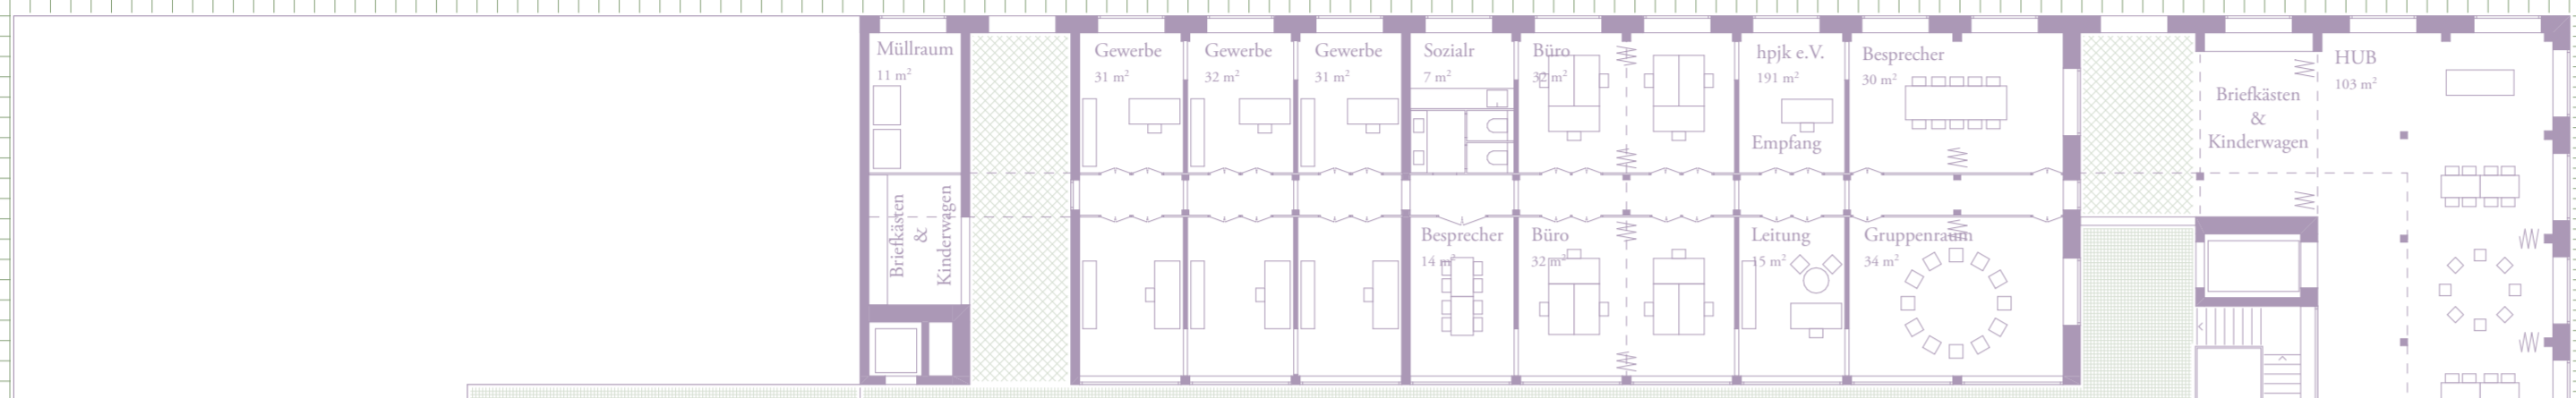 Müllraum
11 m²
Briefkästen
&
Kinderwagen
Gewerbe
31 m²
Gewerbe
32 m²
Gewerbe
31 m²
Sozialr
7 m²
Büro
32 m²
hpjk e.V.
191 m²
Empfang
Besprecher
30 m²
Besprecher
14 m²
Büro
32 m²
Leitung
15 m²
Gruppenraum
34 m²
Briefkästen
&
Kinderwagen
HUB
103 m²